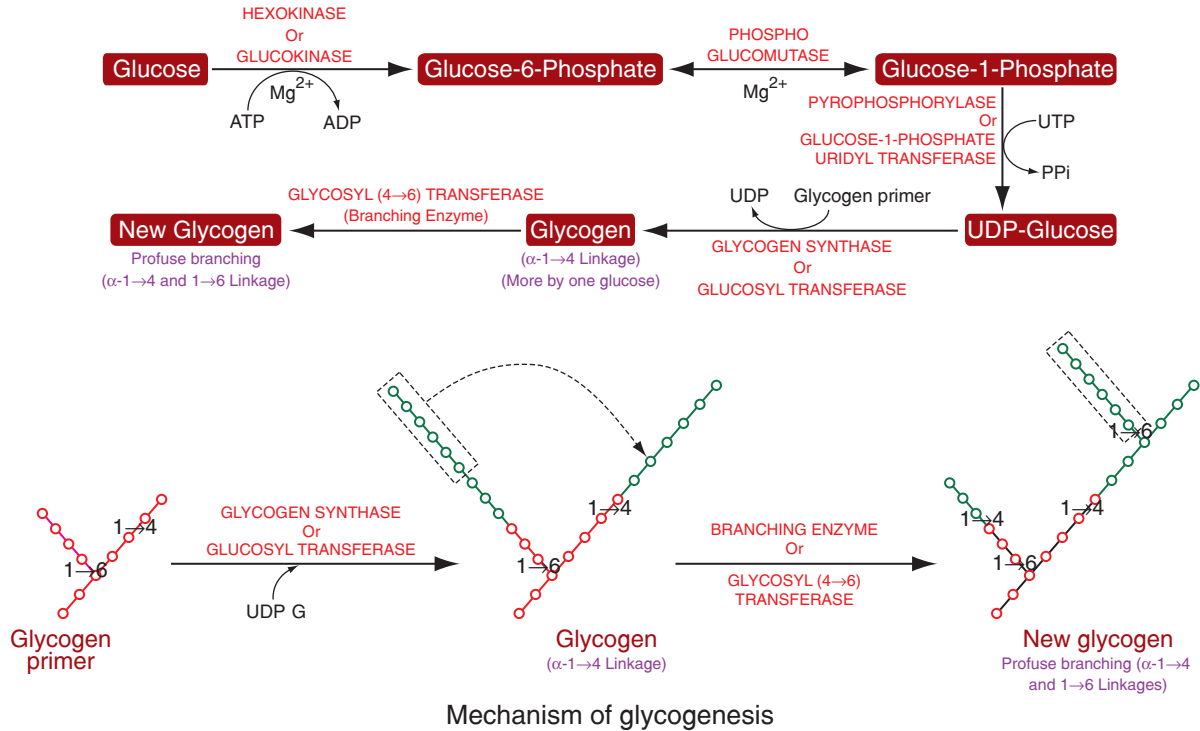 HEXOKINASE
Or
GLUCOKINASE
Glucose
Mg2+
ATP
ADP
Glucose-6-Phosphate
PHOSPHO
GLUCOMUTASE
Mg2+
Glucose-1-Phosphate
PYROPHOSPHORYLASE
Or
GLUCOSE-1-PHOSPHATE
URIDYL TRANSFERASE
UTP
PPi
UDP-Glucose
UDP
Glycogen primer
GLYCOGEN SYNTHASE
Or
GLUCOSYL TRANSFERASE
Glycogen
(α-1→4 Linkage)
(More by one glucose)
GLYCOSYL (4→6) TRANSFERASE
(Branching Enzyme)
New Glycogen
Profuse branching
(α-1→4 and 1→6 Linkage)
1→4
1→6
Glycogen
primer
GLYCOGEN SYNTHASE
Or
GLUCOSYL TRANSFERASE
UDP G
1→4
1→6
Glycogen
(α-1→4 Linkage)
BRANCHING ENZYME
Or
GLYCOSYL (4→6)
TRANSFERASE
1→6
1→4
1→4
1→6
New glycogen
Profuse branching (α-1→4
and 1→6 Linkages)
Mechanism of glycogenesis